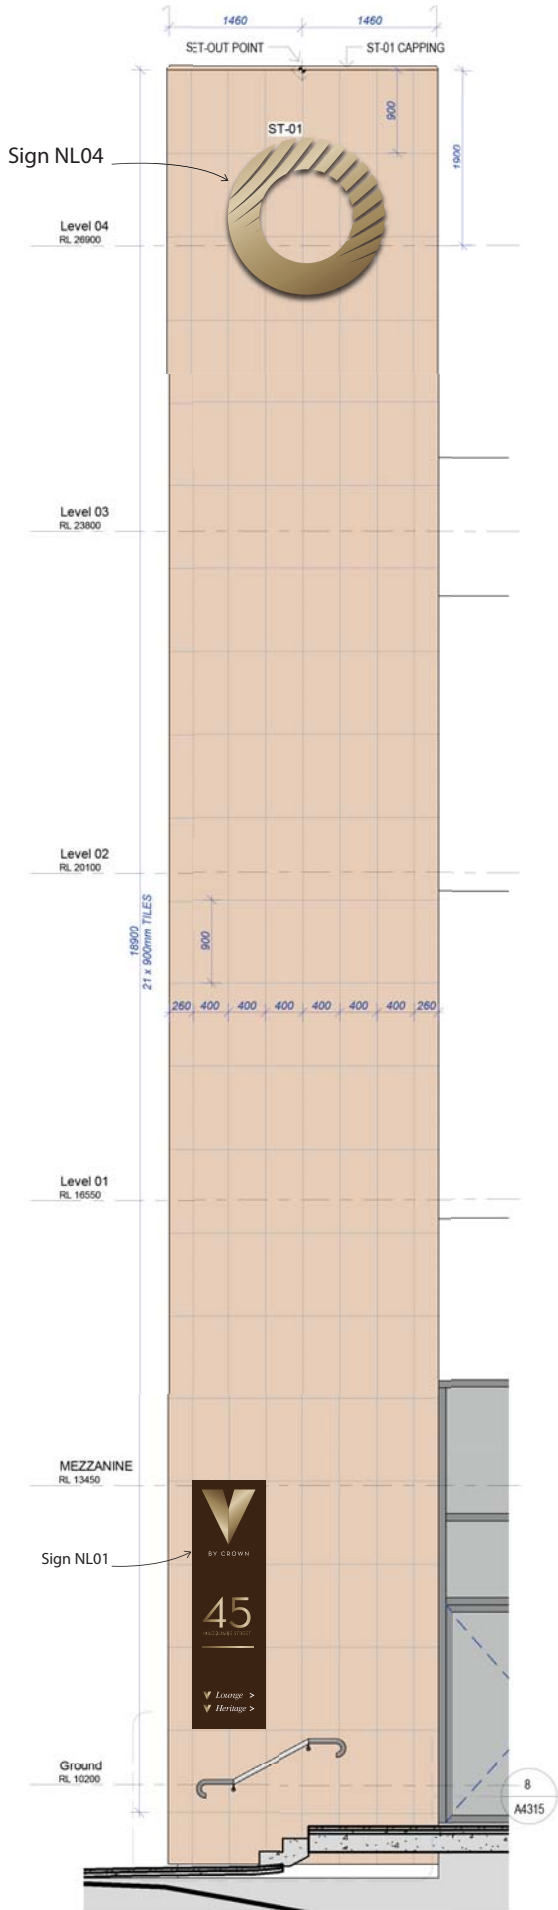 1460 1460
SET-OUT POINT ST-01 CAPPING
900
1900
ST-01
Sign NL04
Level 04
RL 26900
Level 03
RL 23800
Level 02
RL 20100
18900
21 x 900mm TILES
900
260 400 400 400 400 400 400 260
Level 01
RL 16550
MEZZANINE
RL 13450
Sign NL01
V
BY CROWN
45
MACQUARIE STREET
V Lounge >
V Heritage >
Ground
RL 10200
8
A4315